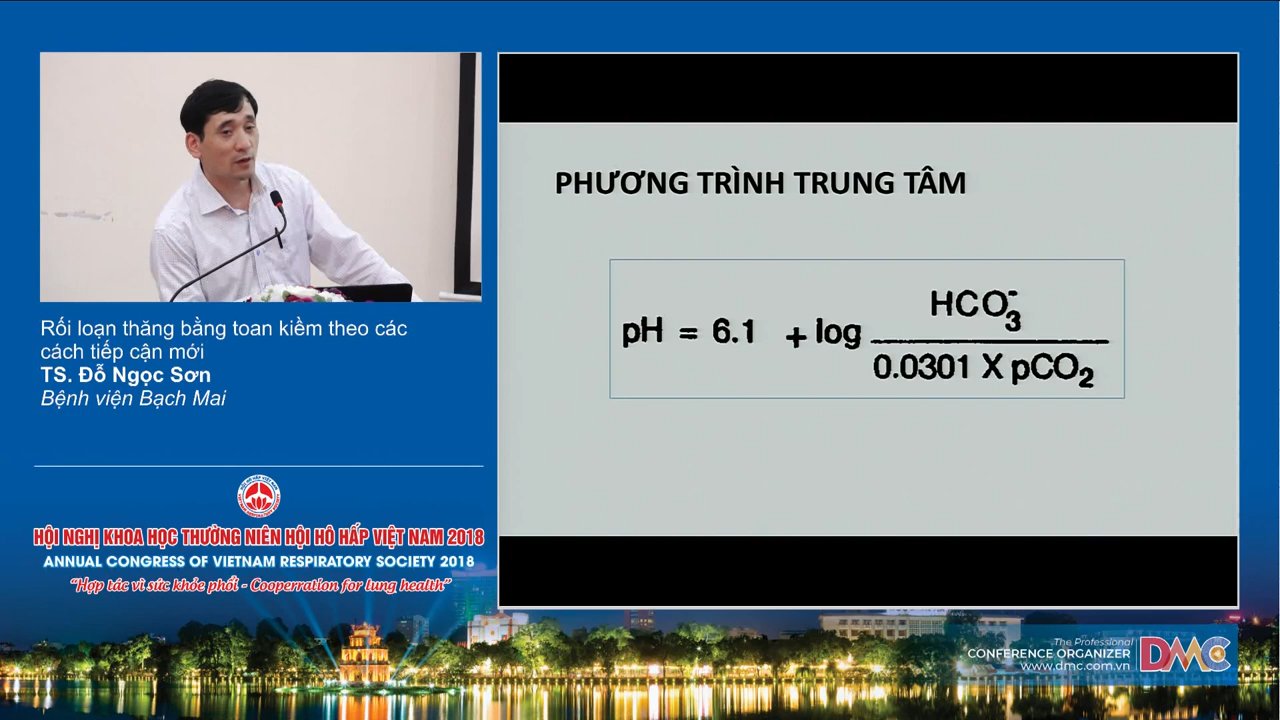 Rối loạn thăng bằng toan kiềm theo các
cách tiếp cận mới
TS. Đỗ Ngọc Sơn
Bệnh viện Bạch Mai
HỘI NGHỊ KHOA HỌC THƯỜNG NIÊN HỘI HÔ HẤP VIỆT NAM 2018
ANNUAL CONGRESS OF VIETNAM RESPIRATORY SOCIETY 2018
“Hợp tác vì sức khỏe phổi - Cooperration for lung health”
PHƯƠNG TRÌNH TRUNG TÂM
pH = 6.1 + log HCO₃⁻
0.0301 X pCO₂
The Professional
CONFERENCE ORGANIZER
www.dmc.com.vn
DMC